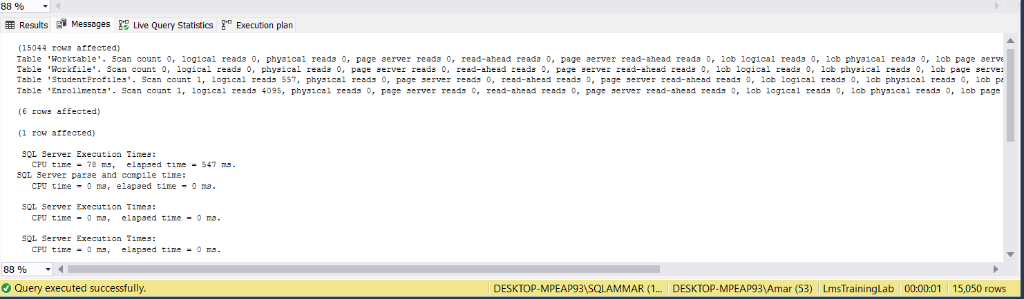 88 %
Results Messages Live Query Statistics Execution plan
(15044 rows affected)
Table 'Worktable'. Scan count 0, logical reads 0, physical reads 0, page server reads 0, read-ahead reads 0, page server read-ahead reads 0, lob logical reads 0, lob physical reads 0, lob page serve
Table 'Workfile'. Scan count 0, logical reads 0, physical reads 0, page server reads 0, read-ahead reads 0, page server read-ahead reads 0, lob logical reads 0, lob physical reads 0, lob page server
Table 'StudentProfiles'. Scan count 1, logical reads 557, physical reads 0, page server reads 0, read-ahead reads 0, page server read-ahead reads 0, lob logical reads 0, lob physical reads 0, lob pa
Table 'Enrollments'. Scan count 1, logical reads 4095, physical reads 0, page server reads 0, read-ahead reads 0, page server read-ahead reads 0, lob logical reads 0, lob physical reads 0, lob page
(6 rows affected)
(1 row affected)
SQL Server Execution Times:
CPU time = 78 ms, elapsed time = 547 ms.
SQL Server parse and compile time:
CPU time = 0 ms, elapsed time = 0 ms.
SQL Server Execution Times:
CPU time = 0 ms, elapsed time = 0 ms.
SQL Server Execution Times:
CPU time = 0 ms, elapsed time = 0 ms.
88 %
Query executed successfully. DESKTOP-MPEAP93\SQLAMMAR (1... DESKTOP-MPEAP93\Amar (53) LmsTrainingLab 00:00:01 15,050 rows